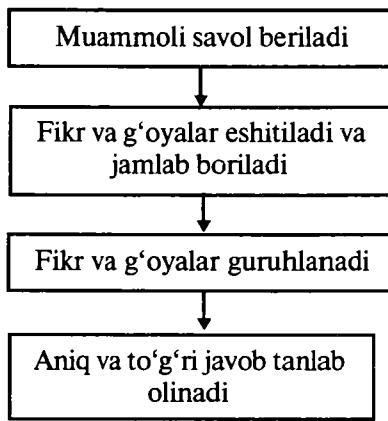 Muammoli savol beriladi
Fikr va g‘oyalar eshitiladi va
jamlab boriladi
Fikr va g‘oyalar guruhlanadi
Aniq va to‘g‘ri javob tanlab
olinadi